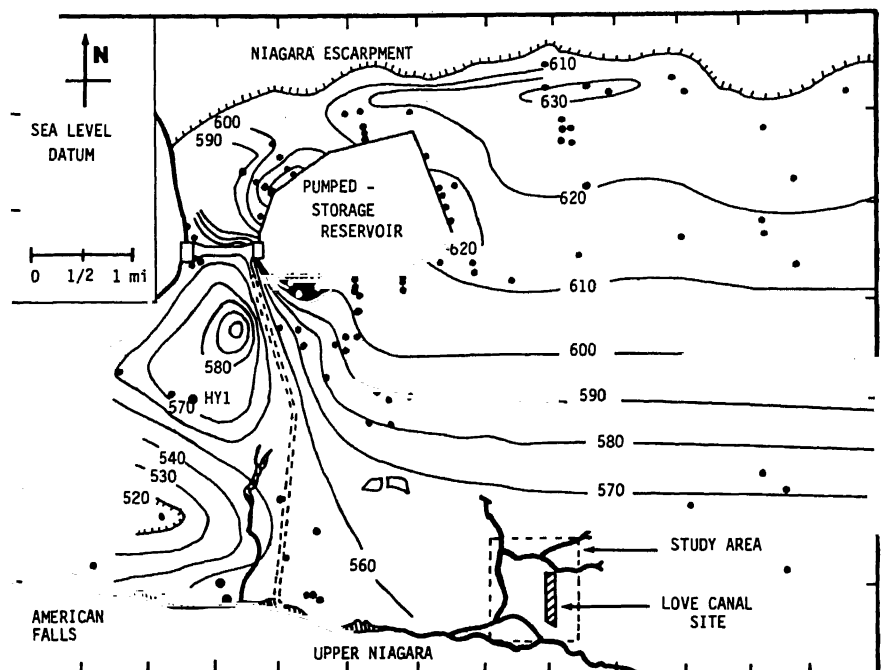 N
SEA LEVEL
DATUM
0 1/2 1 mi
NIAGARA ESCARPMENT
610
630
600
590
PUMPED -
STORAGE
RESERVOIR
620
620
610
600
580
570 HY1
590
580
570
540
530
520
560
STUDY AREA
LOVE CANAL
SITE
AMERICAN
FALLS
UPPER NIAGARA